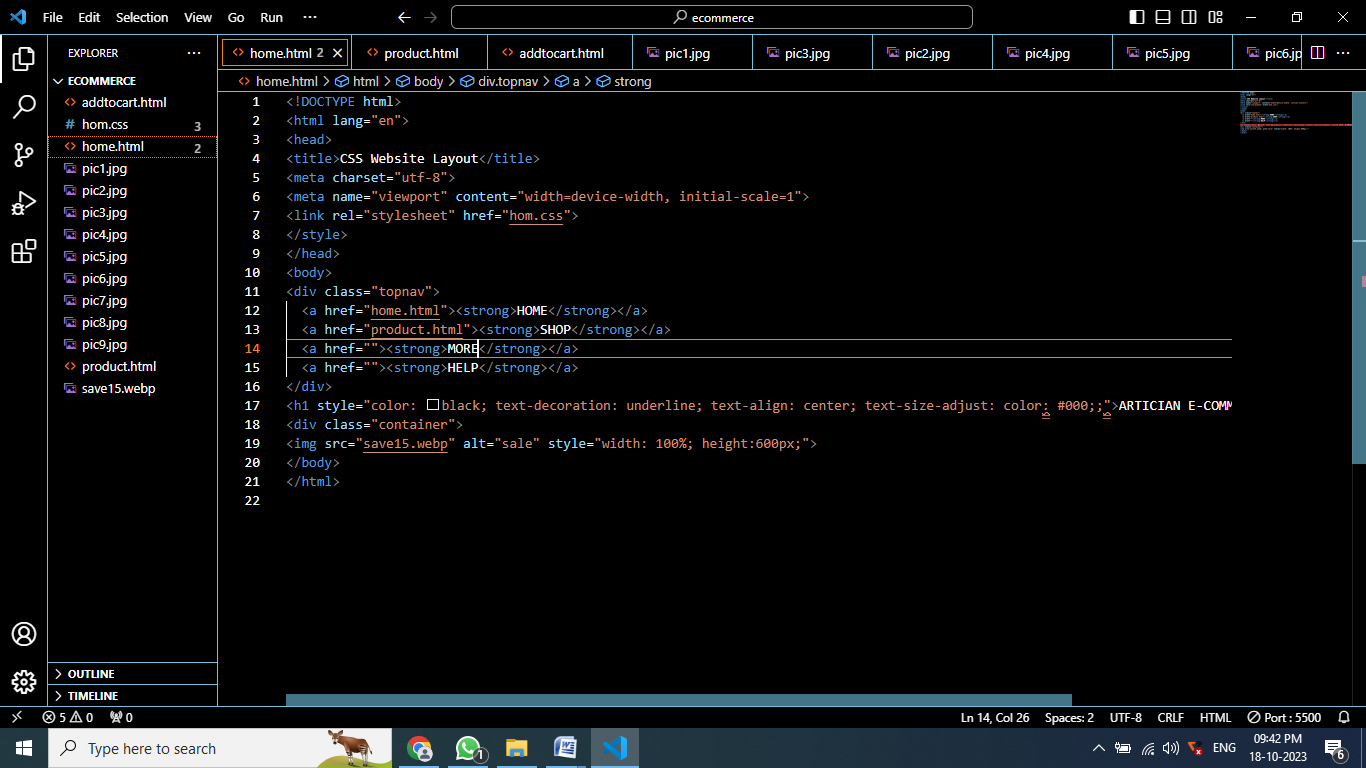 File Edit Selection View Go Run ··· ecommerce
EXPLORER ···
ECOMMERCE
addtocart.html
hom.css 3
home.html 2
pic1.jpg
pic2.jpg
pic3.jpg
pic4.jpg
pic5.jpg
pic6.jpg
pic7.jpg
pic8.jpg
pic9.jpg
product.html
save15.webp
OUTLINE
TIMELINE
home.html 2 product.html addtocart.html pic1.jpg pic3.jpg pic2.jpg pic4.jpg pic5.jpg pic6.jp ···
home.html > html > body > div.topnav > a > strong
1 <!DOCTYPE html>
2 <html lang="en">
3 <head>
4 <title>CSS Website Layout</title>
5 <meta charset="utf-8">
6 <meta name="viewport" content="width=device-width, initial-scale=1">
7 <link rel="stylesheet" href="hom.css">
8 </style>
9 </head>
10 <body>
11 <div class="topnav">
12 <a href="home.html"><strong>HOME</strong></a>
13 <a href="product.html"><strong>SHOP</strong></a>
14 <a href=""><strong>MORE</strong></a>
15 <a href=""><strong>HELP</strong></a>
16 </div>
17 <h1 style="color: black; text-decoration: underline; text-align: center; text-size-adjust: color: #000;;">ARTICIAN E-COMM
18 <div class="container">
19 <img src="save15.webp" alt="sale" style="width: 100%; height:600px;">
20 </body>
21 </html>
22
5 0 0 Ln 14, Col 26 Spaces: 2 UTF-8 CRLF HTML Port : 5500
Type here to search 1 ENG 09:42 PM
18-10-2023 6